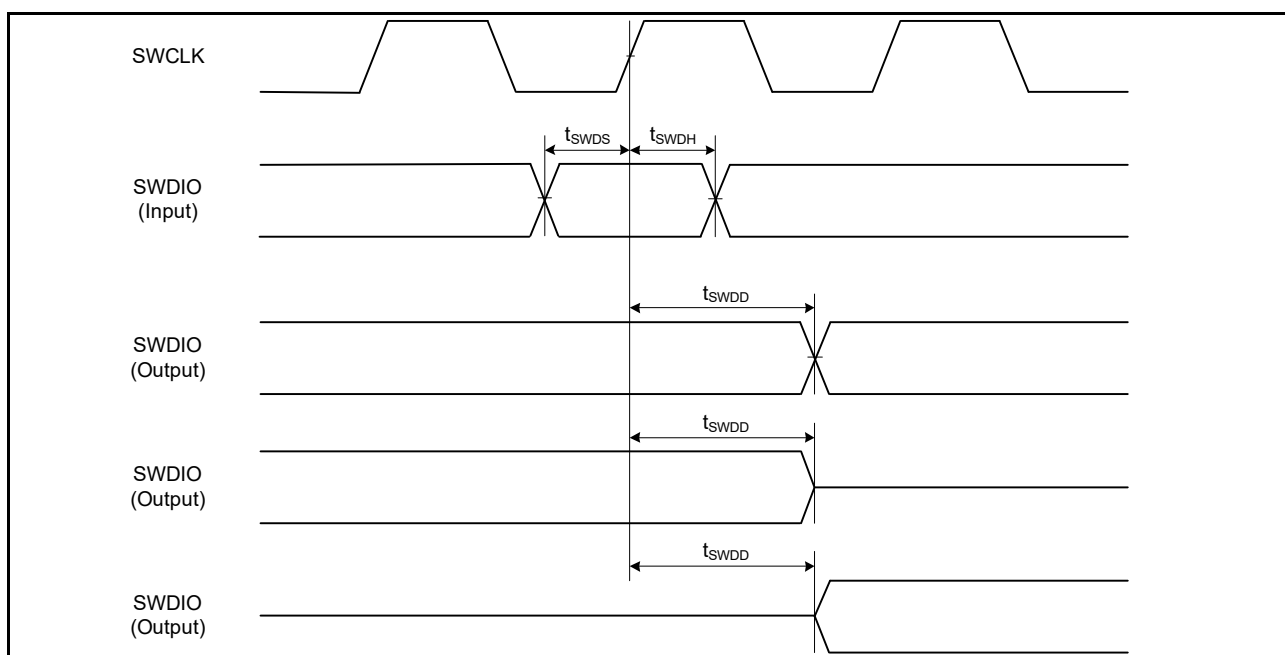 SWCLK
tSWDS
tSWDH
SWDIO
(Input)
tSWDD
SWDIO
(Output)
tSWDD
SWDIO
(Output)
tSWDD
SWDIO
(Output)